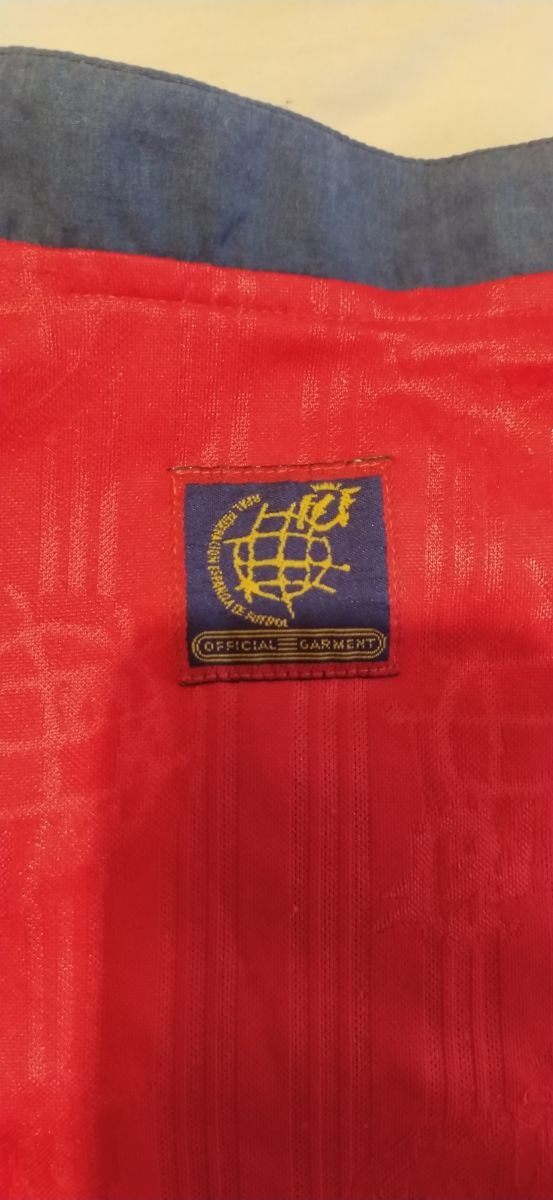 REAL FEDERACION ESPAÑOLA DE FUTBOL
OFFICIAL GARMENT